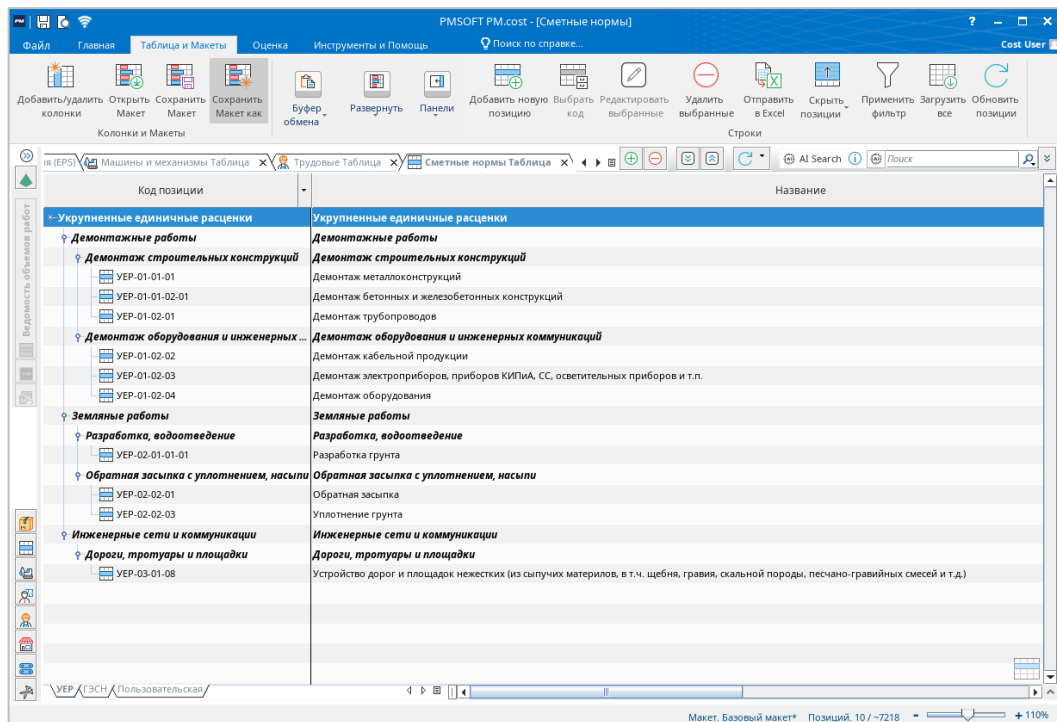 PM
PMSOFT PM.cost - [Сметные нормы]
?
Файл Главная Таблица и Макеты Оценка Инструменты и Помощь Поиск по справке... Cost User
Добавить/удалить колонки
Открыть Макет
Сохранить Макет
Сохранить Макет как
Буфер обмена
Развернуть
Панели
Добавить новую позицию
Выбрать код
Редактировать выбранные
Удалить выбранные
Отправить в Excel
Скрыть позиции
Применить фильтр
Загрузить все
Обновить позиции
Колонки и Макеты
Строки
ия (EPS) Машины и механизмы Таблица x Трудовые Таблица x Сметные нормы Таблица x AI Search Поиск
Ведомость объемов работ
Код позиции Название
Укрупненные единичные расценки Укрупненные единичные расценки
Демонтажные работы Демонтажные работы
Демонтаж строительных конструкций Демонтаж строительных конструкций
УЕР-01-01-01 Демонтаж металлоконструкций
УЕР-01-01-02-01 Демонтаж бетонных и железобетонных конструкций
УЕР-01-02-01 Демонтаж трубопроводов
Демонтаж оборудования и инженерных ... Демонтаж оборудования и инженерных коммуникаций
УЕР-01-02-02 Демонтаж кабельной продукции
УЕР-01-02-03 Демонтаж электроприборов, приборов КИПиА, СС, осветительных приборов и т.п.
УЕР-01-02-04 Демонтаж оборудования
Земляные работы Земляные работы
Разработка, водоотведение Разработка, водоотведение
УЕР-02-01-01-01 Разработка грунта
Обратная засыпка с уплотнением, насыпи Обратная засыпка с уплотнением, насыпи
УЕР-02-02-01 Обратная засыпка
УЕР-02-02-03 Уплотнение грунта
Инженерные сети и коммуникации Инженерные сети и коммуникации
Дороги, тротуары и площадки Дороги, тротуары и площадки
УЕР-03-01-08 Устройство дорог и площадок нежестких (из сыпучих материлов, в т.ч. щебня, гравия, скальной породы, песчано-гравийных смесей и т.д.)
УЕР ГЭСН Пользовательская
Макет. Базовый макет* Позиций. 10 / ~7218 - + 110%